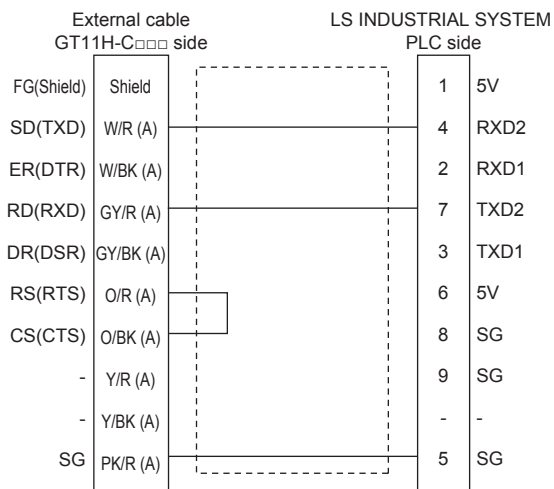 External cable
GT11H-C□□□ side
LS INDUSTRIAL SYSTEM
PLC side
FG(Shield) Shield 1 5V
SD(TXD) W/R (A) 4 RXD2
ER(DTR) W/BK (A) 2 RXD1
RD(RXD) GY/R (A) 7 TXD2
DR(DSR) GY/BK (A) 3 TXD1
RS(RTS) O/R (A) 6 5V
CS(CTS) O/BK (A) 8 SG
- Y/R (A) 9 SG
- Y/BK (A) - -
SG PK/R (A) 5 SG